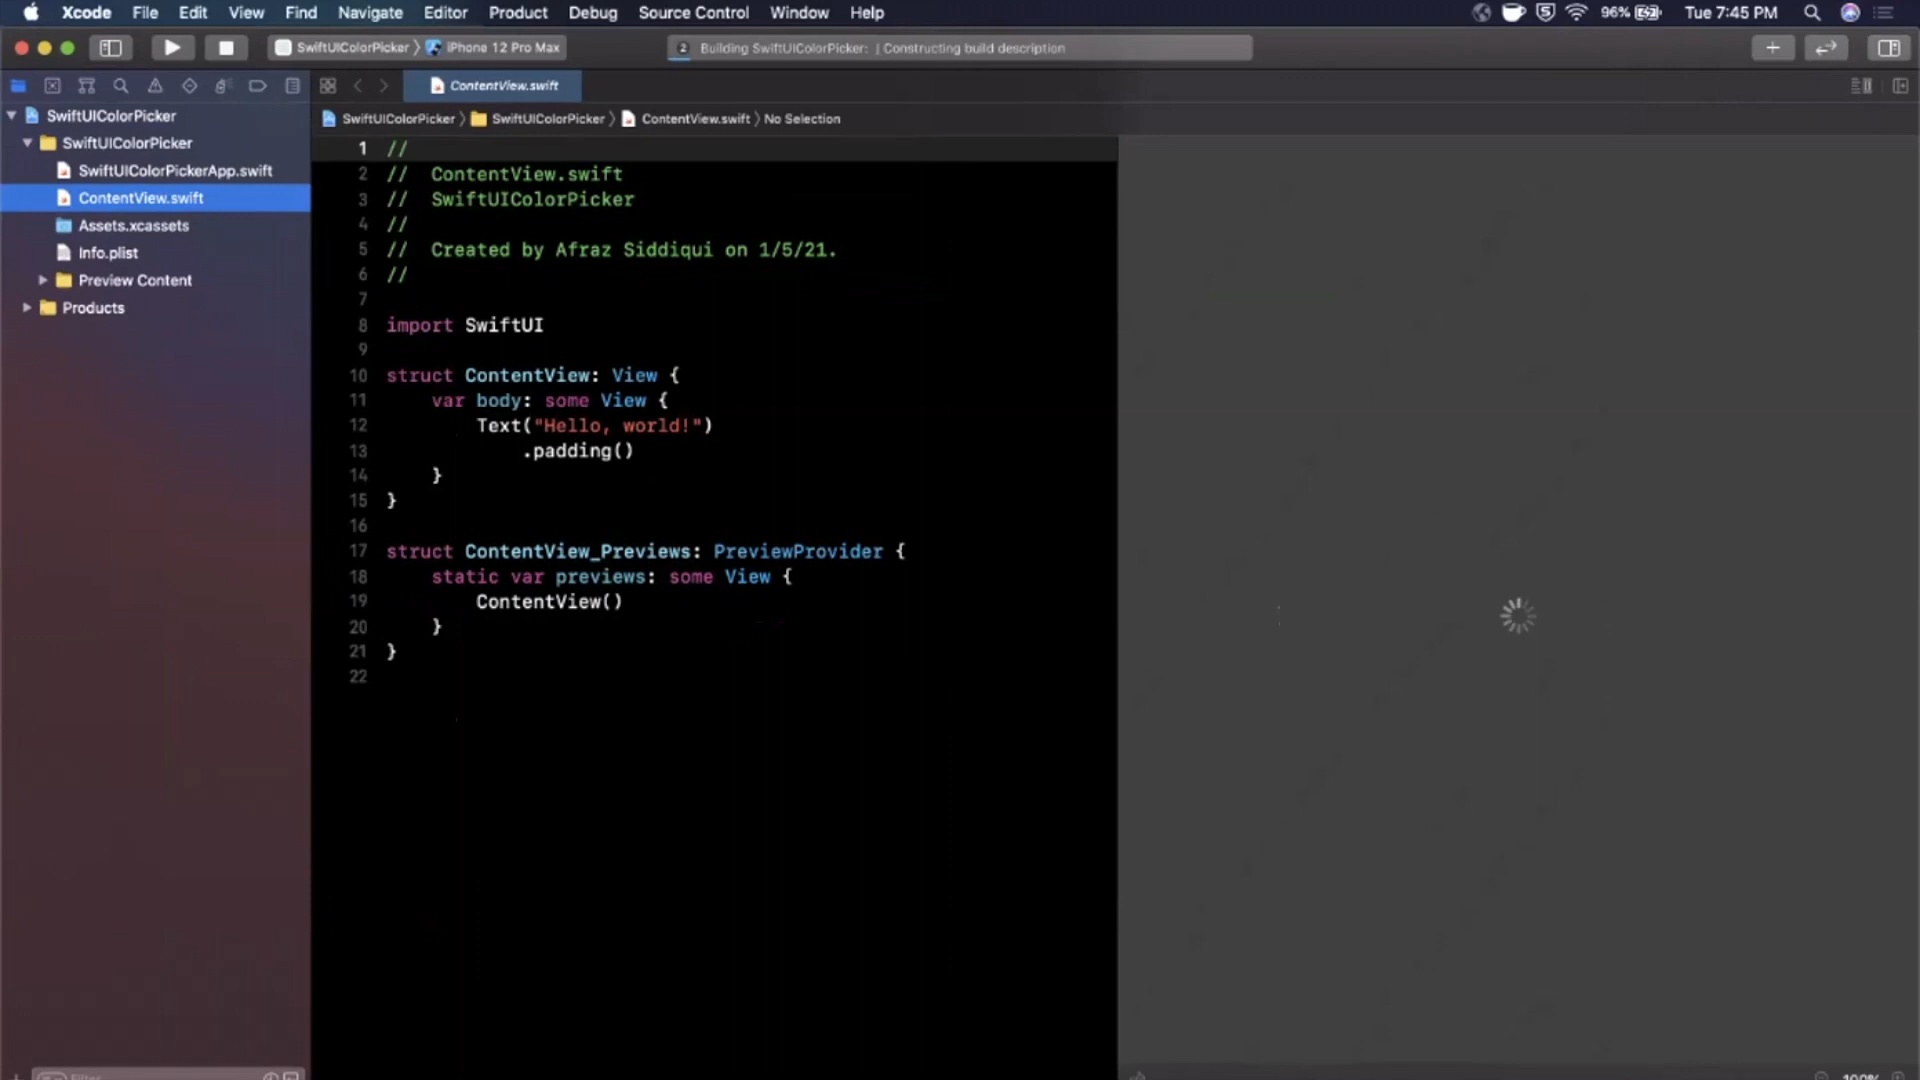 Xcode File Edit View Find Navigate Editor Product Debug Source Control Window Help 96% Tue 7:45 PM
SwiftUIColorPicker 〉 iPhone 12 Pro Max
2 Building SwiftUIColorPicker: | Constructing build description
ContentView.swift
SwiftUIColorPicker 〉 SwiftUIColorPicker 〉 ContentView.swift 〉 No Selection
SwiftUIColorPicker
SwiftUIColorPicker
SwiftUIColorPickerApp.swift
ContentView.swift
Assets.xcassets
Info.plist
Preview Content
Products
1 //
2 // ContentView.swift
3 // SwiftUIColorPicker
4 //
5 // Created by Afraz Siddiqui on 1/5/21.
6 //
7
8 import SwiftUI
9
10 struct ContentView: View {
11 var body: some View {
12 Text("Hello, world!")
13 .padding()
14 }
15 }
16
17 struct ContentView_Previews: PreviewProvider {
18 static var previews: some View {
19 ContentView()
20 }
21 }
22
Filter
100%